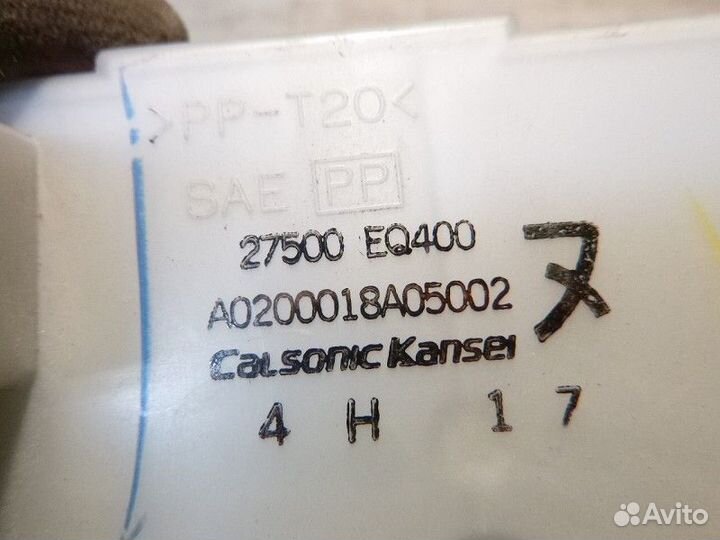 >PP-T20<
SAE PP
27500 EQ400
A0200018A05002
ヌ
Calsonic Kansei
4 H 17
Avito